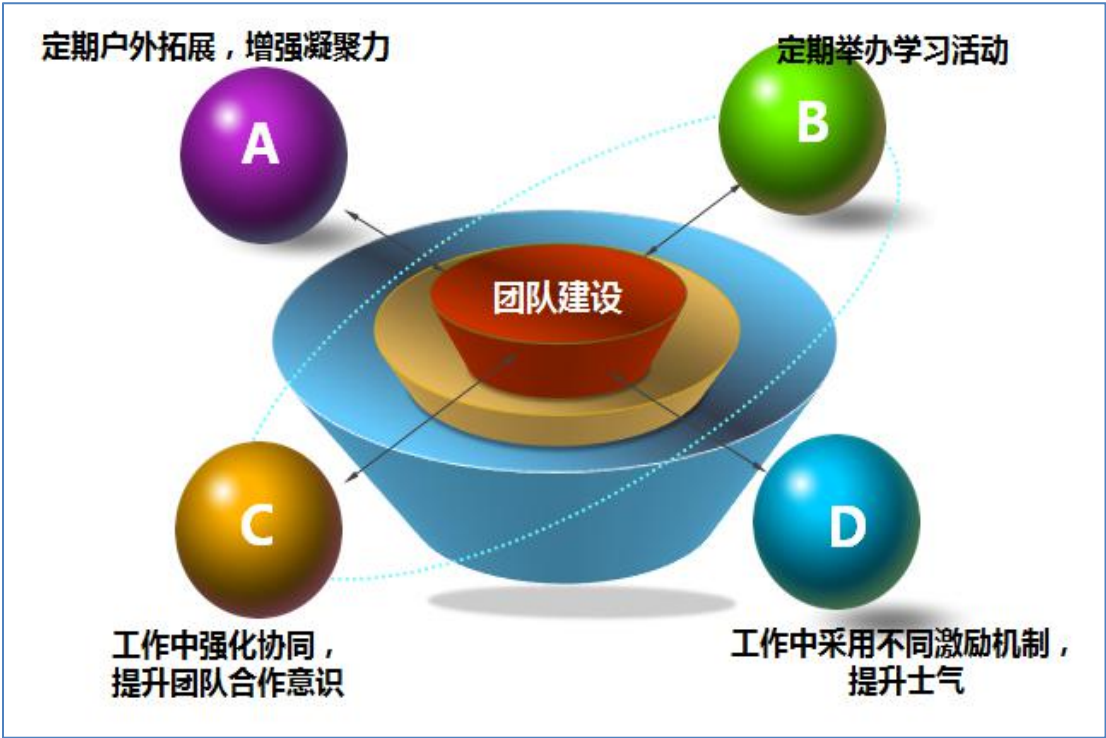 定期户外拓展，增强凝聚力
定期举办学习活动
A
B
团队建设
C
D
工作中强化协同，
提升团队合作意识
工作中采用不同激励机制，
提升士气